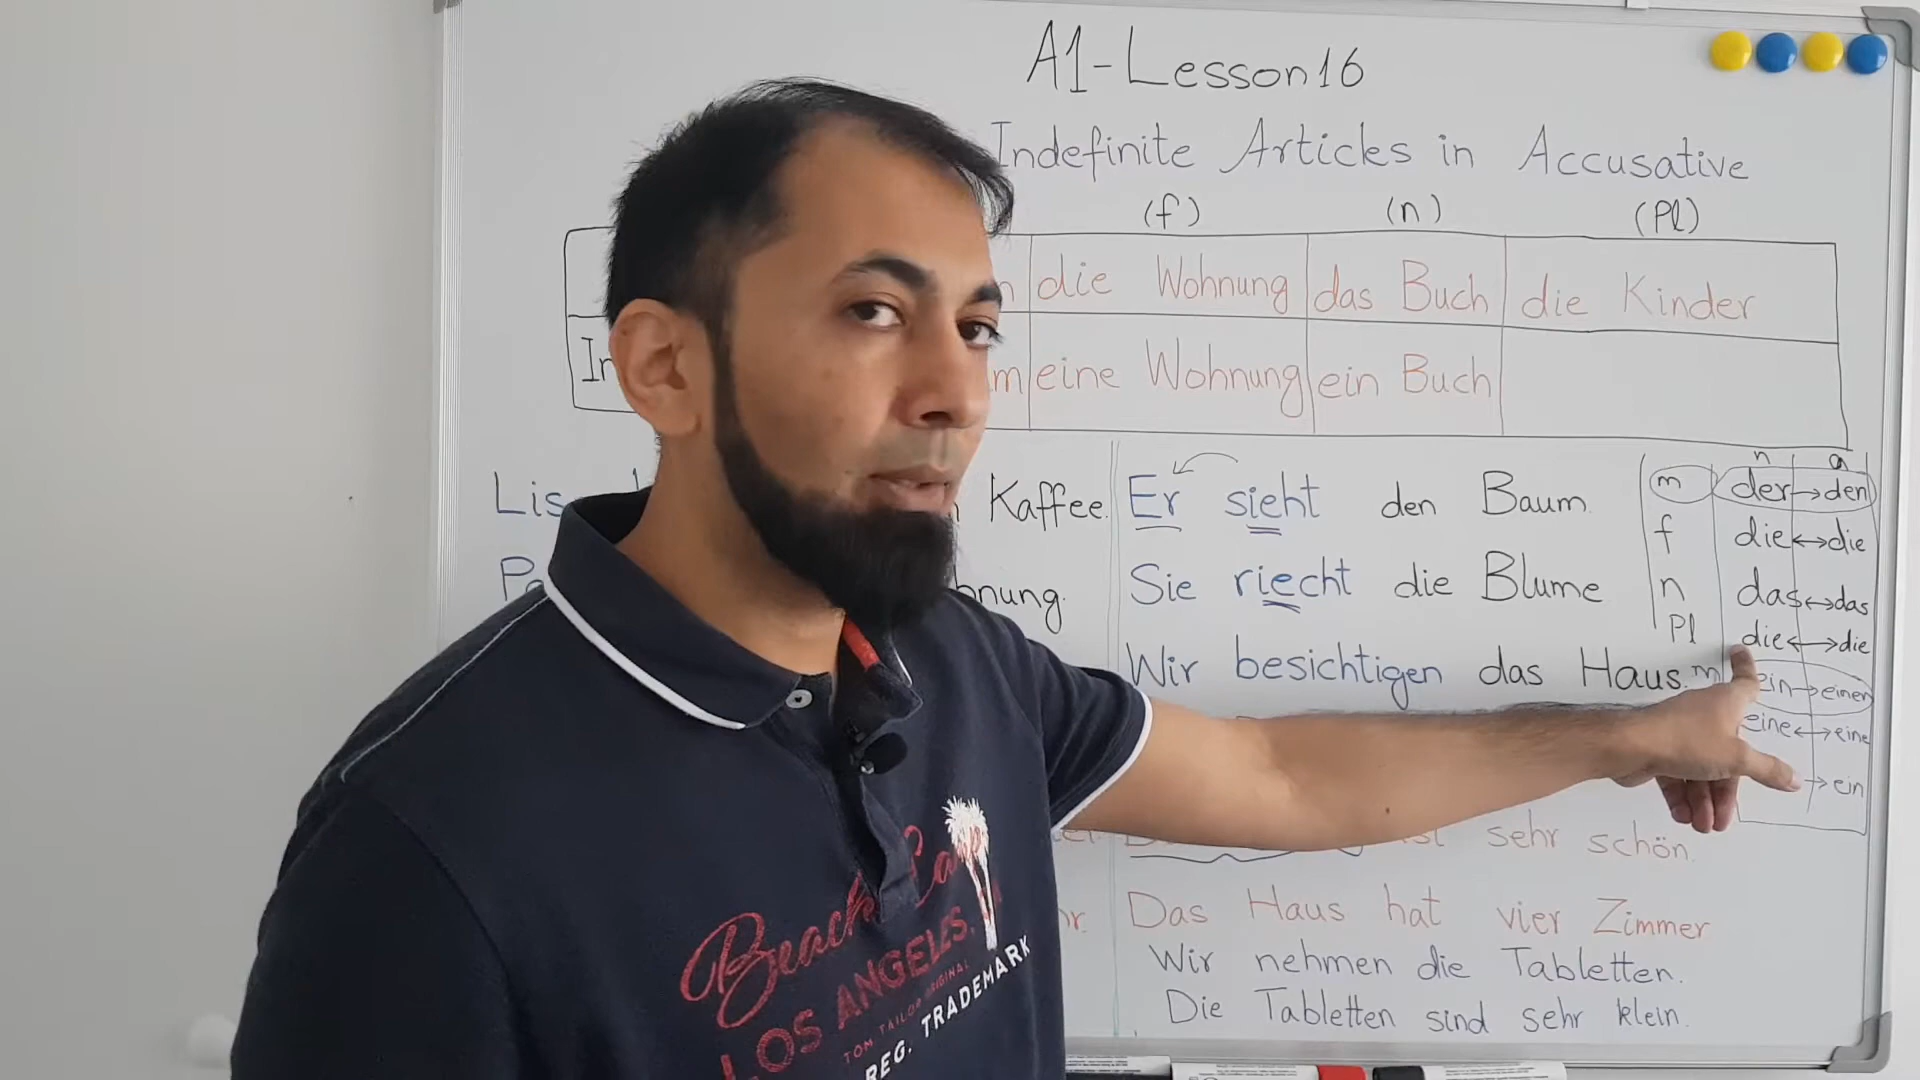 A1-Lesson16
Indefinite Articles in Accusative
(f) (n) (Pl)
die Wohnung das Buch die Kinder
eine Wohnung ein Buch
n a
Kaffee. Er sieht den Baum. m der→den
f die↔die
Sie riecht die Blume n das↔das
Pl die↔die
Wir besichtigen das Haus. m ein→einen
eine↔eine
→ein
sehr schön.
Das Haus hat vier Zimmer
Wir nehmen die Tabletten.
Die Tabletten sind sehr klein.
Beach
LOS ANGELES.
TOM TAILOR ORIGINAL
REG. TRADEMARK